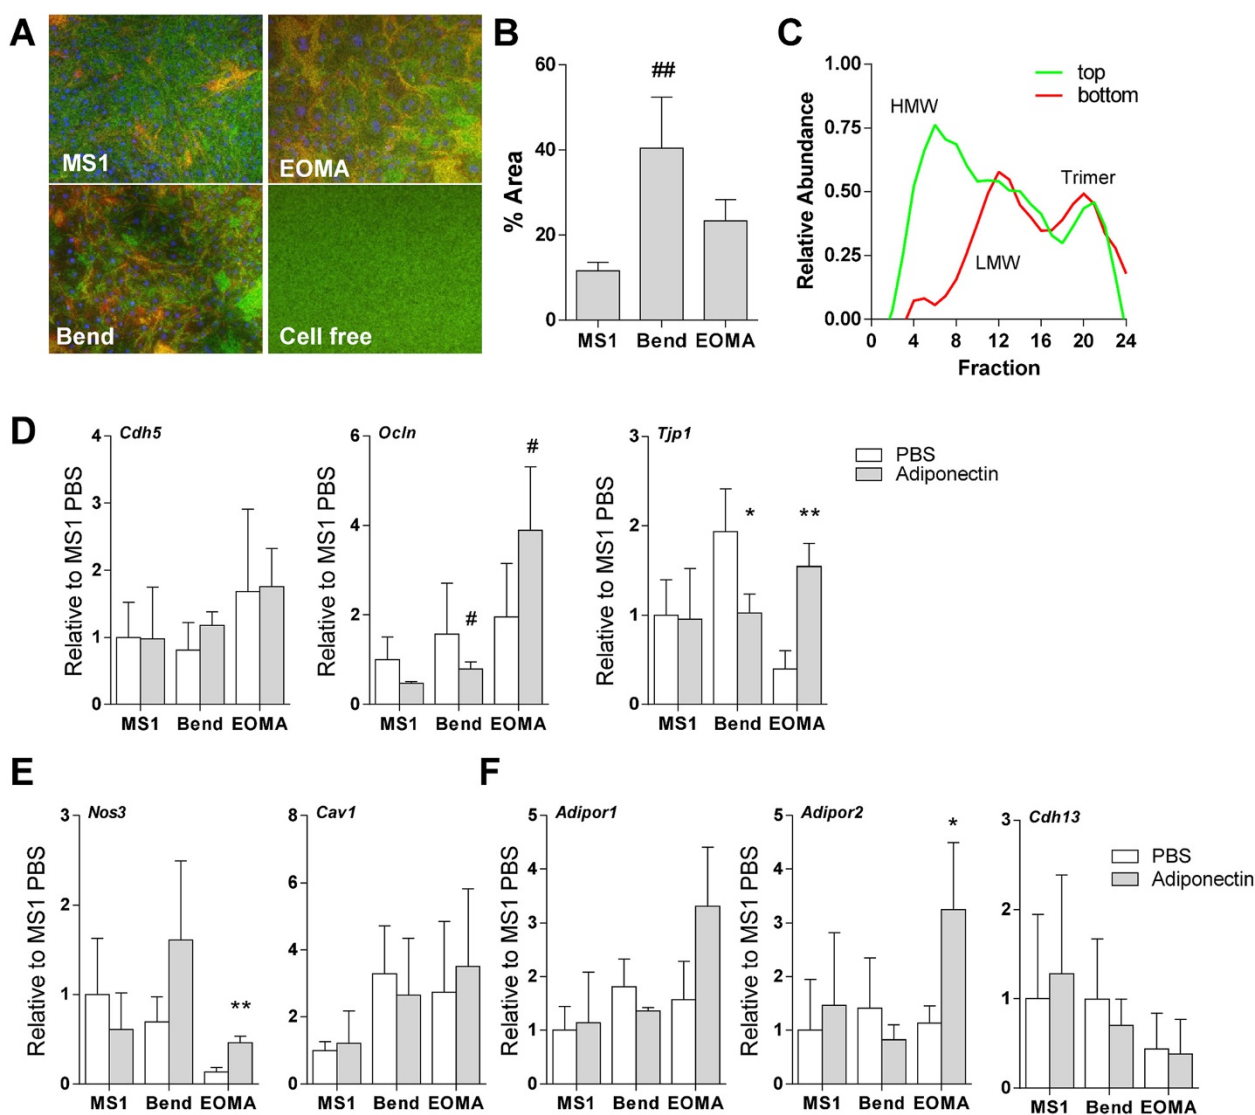 A
MS1
EOMA
Bend
Cell free
B
% Area
60
40
20
0
##
MS1 Bend EOMA
C
Relative Abundance
1.00
0.75
0.50
0.25
0.00
top
bottom
HMW
LMW
Trimer
0 4 8 12 16 20 24
Fraction
D
Cdh5
Relative to MS1 PBS
4
3
2
1
0
MS1 Bend EOMA
Ocln
Relative to MS1 PBS
6
4
2
0
#
#
MS1 Bend EOMA
Tjp1
Relative to MS1 PBS
3
2
1
0
*
**
MS1 Bend EOMA
PBS
Adiponectin
E
Nos3
Relative to MS1 PBS
3
2
1
0
**
MS1 Bend EOMA
Cav1
8
6
4
2
0
MS1 Bend EOMA
F
Adipor1
Relative to MS1 PBS
5
4
3
2
1
0
MS1 Bend EOMA
Adipor2
5
4
3
2
1
0
*
MS1 Bend EOMA
Cdh13
3
2
1
0
MS1 Bend EOMA
PBS
Adiponectin